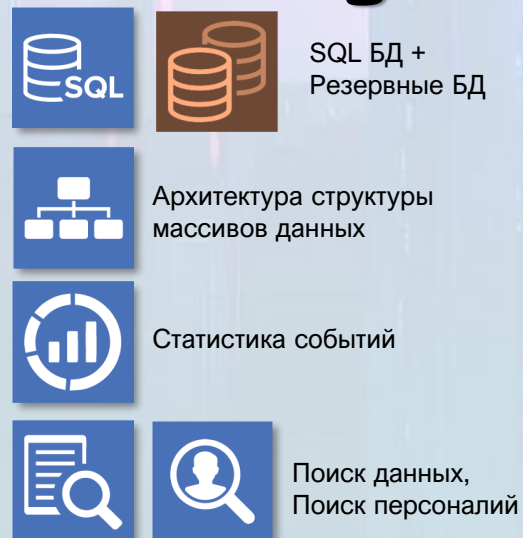 SQL
SQL БД +
Резервные БД
Архитектура структуры
массивов данных
Статистика событий
Поиск данных,
Поиск персоналий